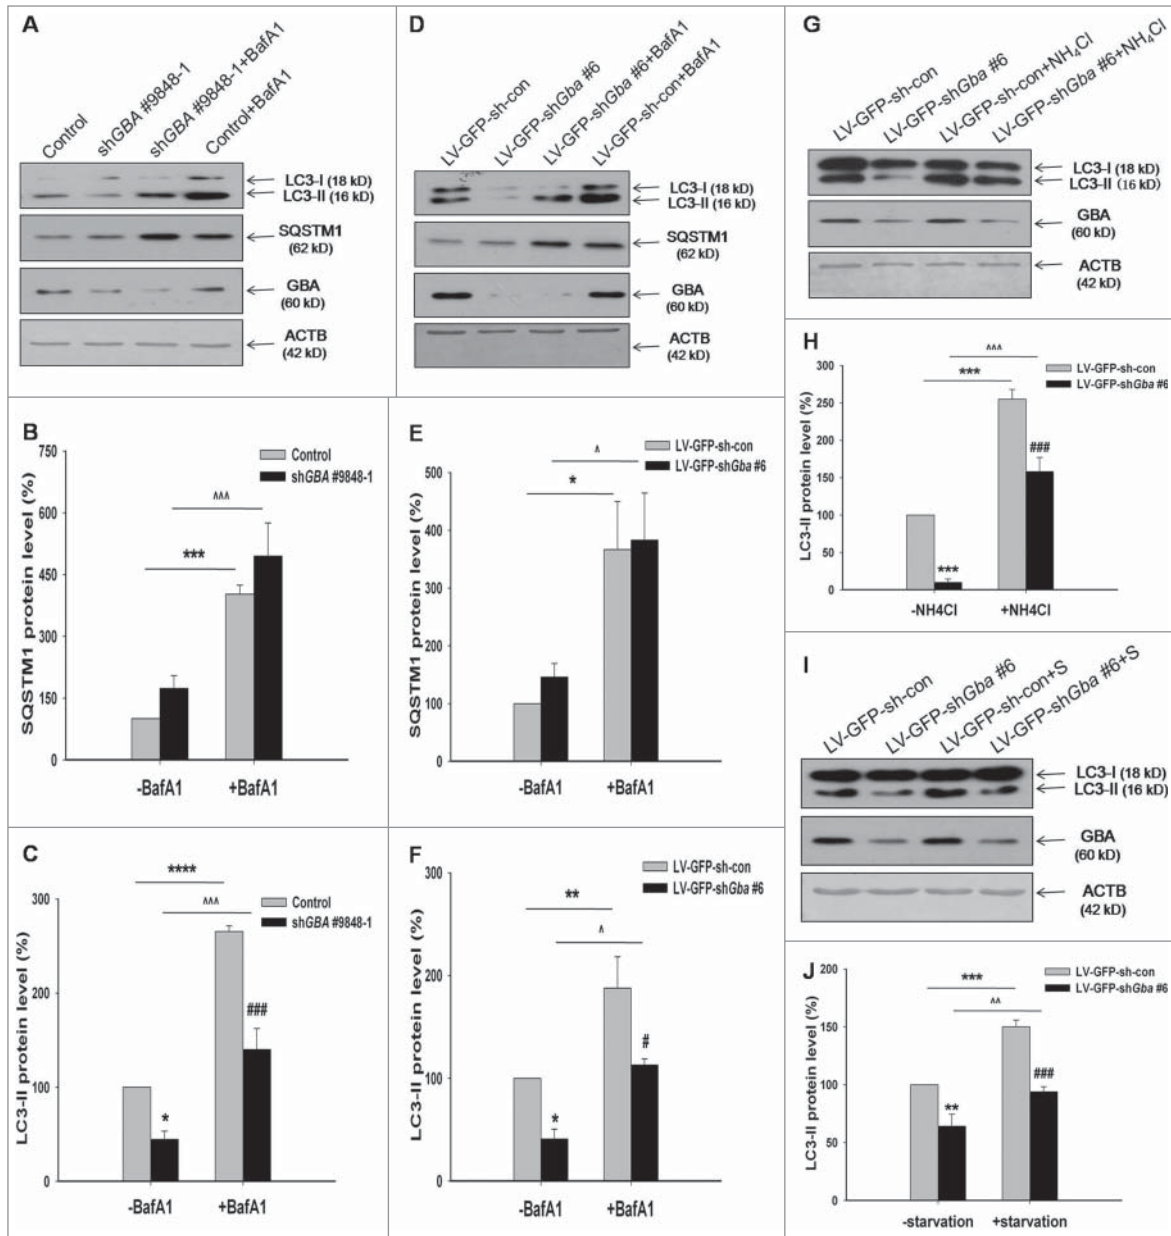 A
Control
shGBA #9848-1
shGBA #9848-1+BafA1
Control+BafA1
LC3-I (18 kD)
LC3-II (16 kD)
SQSTM1
(62 kD)
GBA
(60 kD)
ACTB
(42 kD)
D
LV-GFP-sh-con
LV-GFP-shGba #6
LV-GFP-shGba #6+BafA1
LV-GFP-sh-con+BafA1
LC3-I (18 kD)
LC3-II (16 kD)
SQSTM1
(62 kD)
GBA
(60 kD)
ACTB
(42 kD)
G
LV-GFP-sh-con
LV-GFP-shGba #6
LV-GFP-sh-con+NH₄Cl
LV-GFP-shGba #6+NH₄Cl
LC3-I (18 kD)
LC3-II (16 kD)
GBA
(60 kD)
ACTB
(42 kD)
B
SQSTM1 protein level (%)
750
600
450
300
150
0
Control
shGBA #9848-1
^^^
***
-BafA1
+BafA1
E
SQSTM1 protein level (%)
500
400
300
200
100
0
LV-GFP-sh-con
LV-GFP-shGba #6
^
*
-BafA1
+BafA1
H
LC3-II protein level (%)
300
250
200
150
100
50
0
LV-GFP-sh-con
LV-GFP-shGba #6
^^^
***
###
***
-NH4Cl
+NH4Cl
C
LC3-II protein level (%)
300
200
100
0
Control
shGBA #9848-1
****
^^^
###
*
-BafA1
+BafA1
F
LC3-II protein level (%)
300
200
100
0
LV-GFP-sh-con
LV-GFP-shGba #6
**
^
#
*
-BafA1
+BafA1
I
LV-GFP-sh-con
LV-GFP-shGba #6
LV-GFP-sh-con+S
LV-GFP-shGba #6+S
LC3-I (18 kD)
LC3-II (16 kD)
GBA
(60 kD)
ACTB
(42 kD)
J
LC3-II protein level (%)
200
150
100
50
0
LV-GFP-sh-con
LV-GFP-shGba #6
***
^^
###
**
-starvation
+starvation